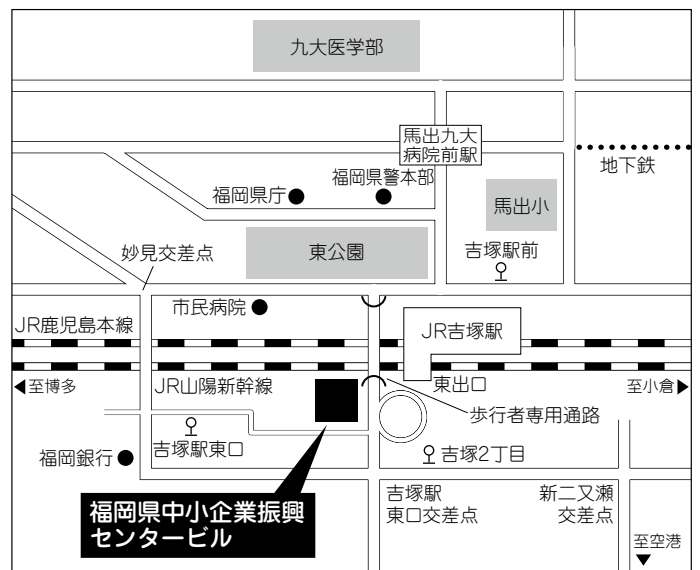 九大医学部
馬出九大
病院前駅
地下鉄
福岡県庁
福岡県警本部
馬出小
妙見交差点
東公園
吉塚駅前
市民病院
JR鹿児島本線
JR吉塚駅
至博多
JR山陽新幹線
東出口
至小倉
歩行者専用通路
吉塚駅東口
福岡銀行
吉塚2丁目
福岡県中小企業振興
センタービル
吉塚駅
東口交差点
新二又瀬
交差点
至空港